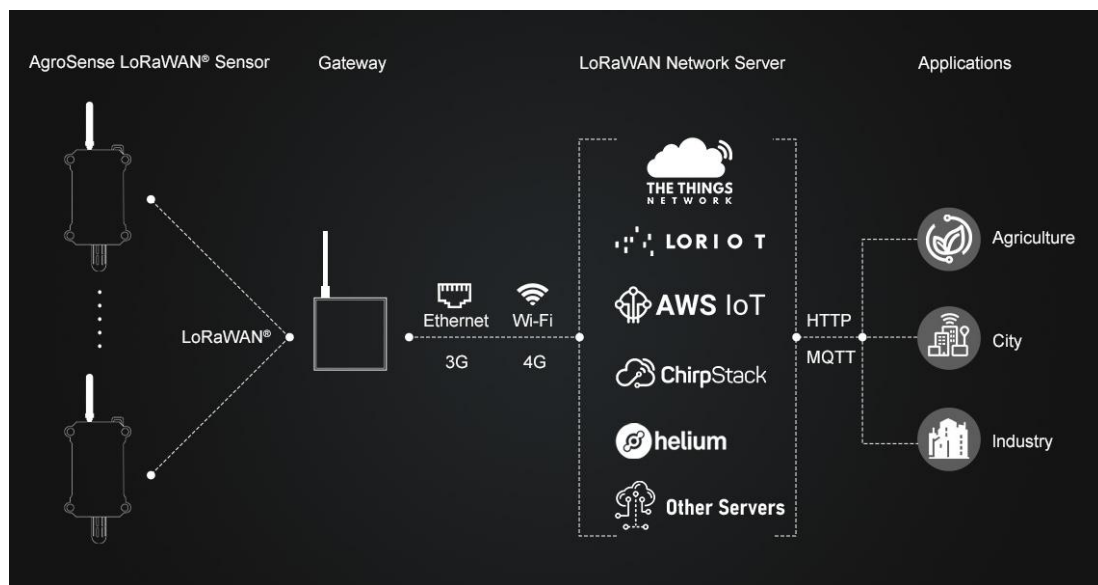 AgroSense LoRaWAN® Sensor
Gateway
LoRaWAN Network Server
Applications
THE THINGS
NETWORK
LORIOT
Agriculture
Ethernet
Wi-Fi
AWS IoT
HTTP
LoRaWAN®
City
3G
4G
MQTT
ChirpStack
helium
Industry
Other Servers